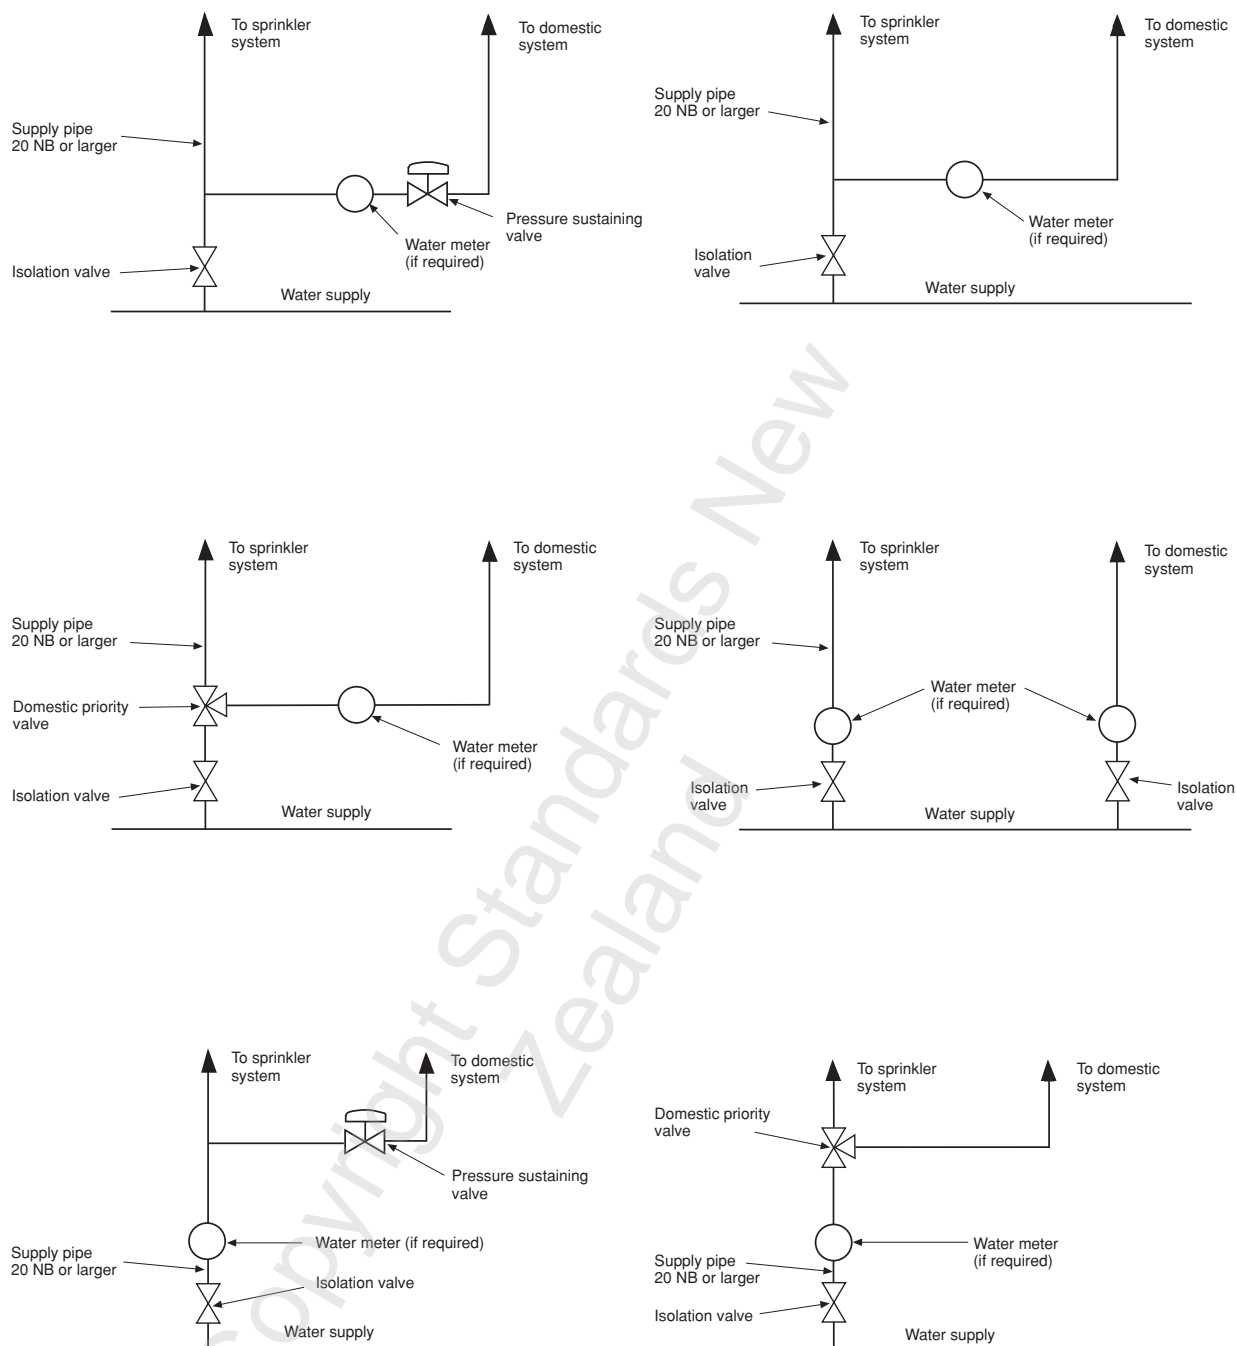 To sprinkler
system
To domestic
system
Supply pipe
20 NB or larger
Pressure sustaining
valve
Water meter
(if required)
Isolation valve
Water supply
To sprinkler
system
To domestic
system
Supply pipe
20 NB or larger
Water meter
(if required)
Isolation
valve
Water supply
To sprinkler
system
To domestic
system
Supply pipe
20 NB or larger
Domestic priority
valve
Water meter
(if required)
Isolation valve
Water supply
To sprinkler
system
To domestic
system
Supply pipe
20 NB or larger
Water meter
(if required)
Isolation
valve
Isolation
valve
Water supply
To sprinkler
system
To domestic
system
Pressure sustaining
valve
Water meter (if required)
Supply pipe
20 NB or larger
Isolation valve
Water supply
To sprinkler
system
To domestic
system
Domestic priority
valve
Water meter
(if required)
Supply pipe
20 NB or larger
Isolation valve
Water supply
Copyright Standards New
Zealand